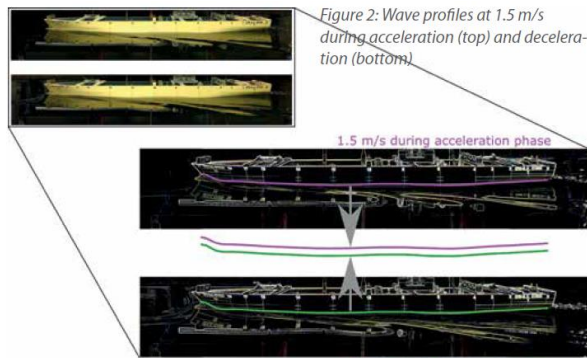 Figure 2: Wave profiles at 1.5 m/s
during acceleration (top) and decelera-
tion (bottom)
1.5 m/s during acceleration phase